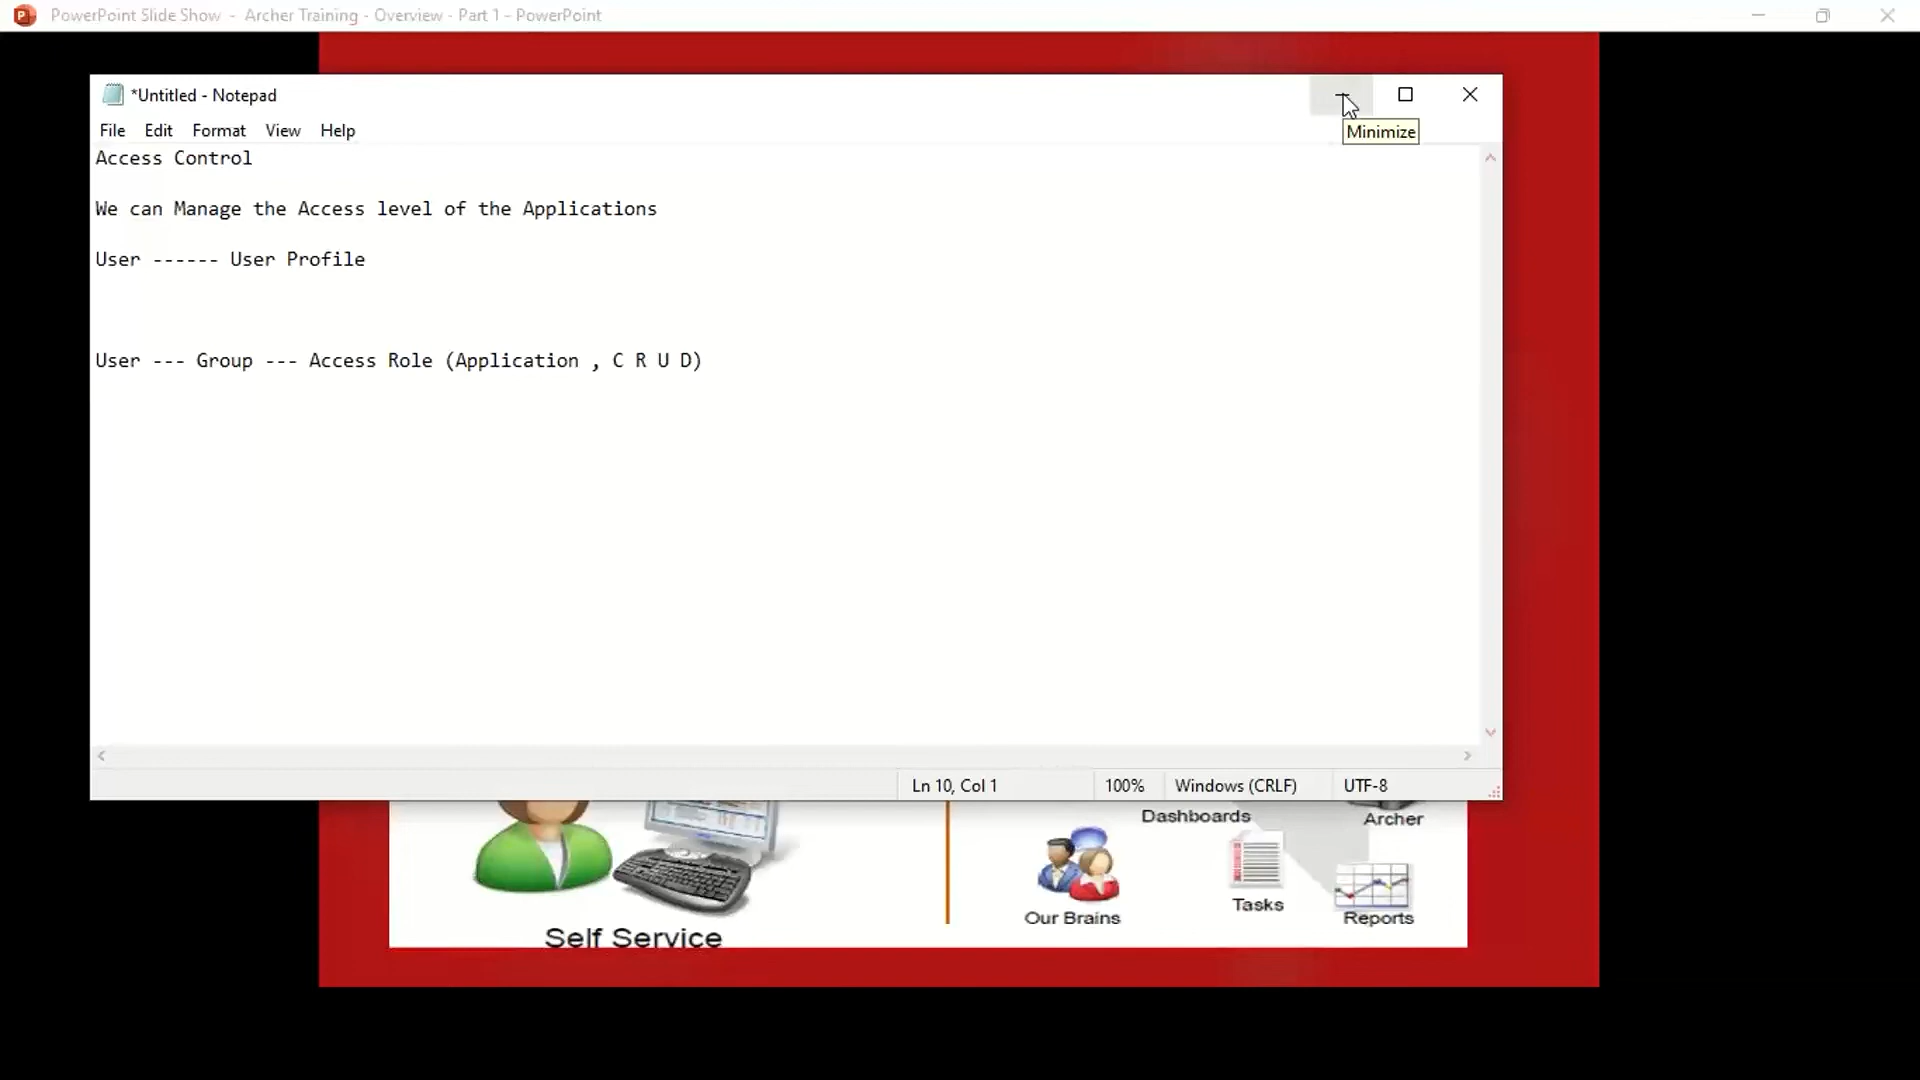 PowerPoint Slide Show - Archer Training - Overview - Part 1 - PowerPoint
*Untitled - Notepad
Minimize
File Edit Format View Help
Access Control
We can Manage the Access level of the Applications
User ------ User Profile
User --- Group --- Access Role (Application , C R U D)
Ln 10, Col 1 100% Windows (CRLF) UTF-8
Dashboards Archer
Our Brains Tasks Reports
Self Service